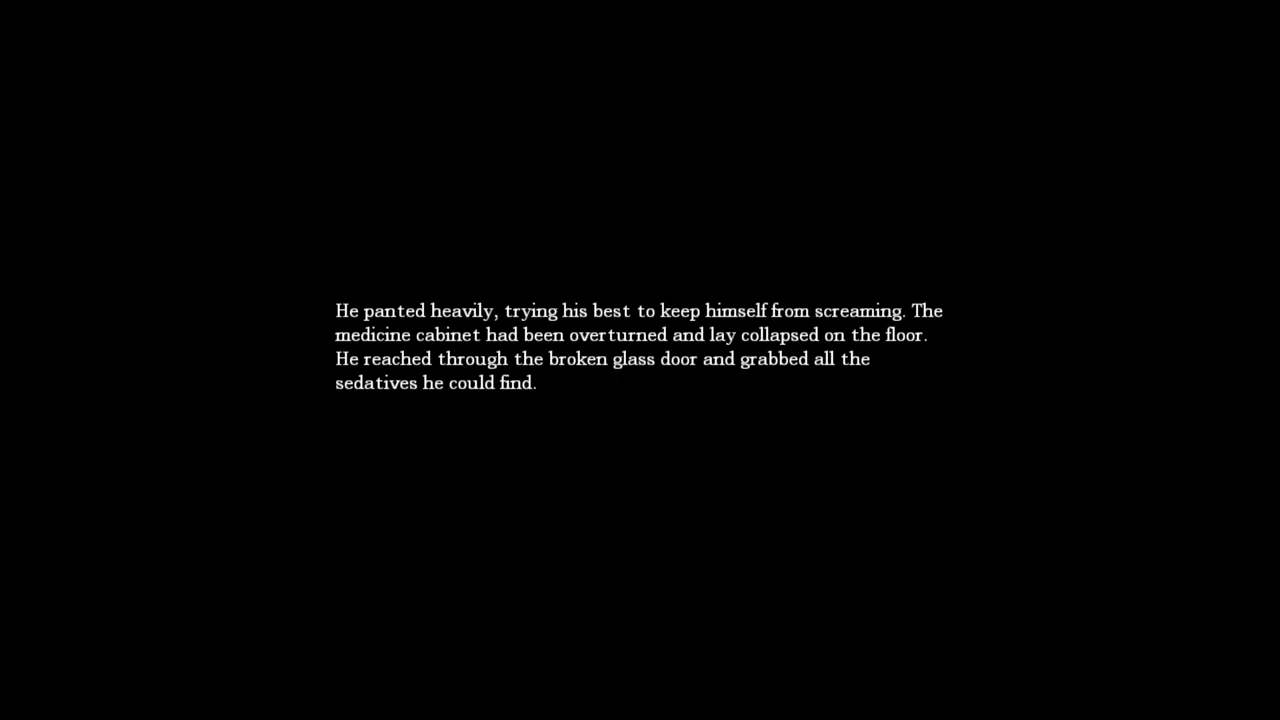 He panted heavily, trying his best to keep himself from screaming. The
medicine cabinet had been overturned and lay collapsed on the floor.
He reached through the broken glass door and grabbed all the
sedatives he could find.